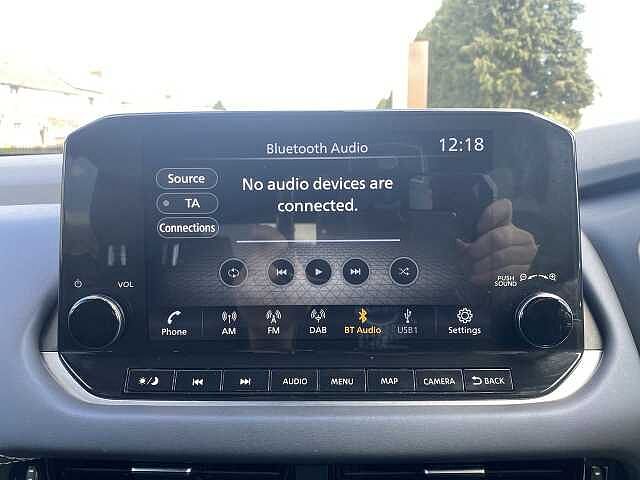 Bluetooth Audio
12:18
Source
TA
Connections
No audio devices are
connected.
VOL
PUSH
SOUND
Phone
AM
FM
DAB
BT Audio
USB1
Settings
AUDIO
MENU
MAP
CAMERA
BACK